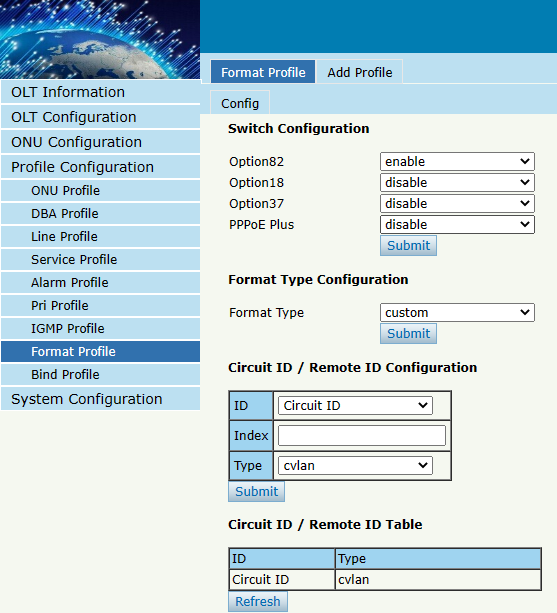 OLT Information
OLT Configuration
ONU Configuration
Profile Configuration
ONU Profile
DBA Profile
Line Profile
Service Profile
Alarm Profile
Pri Profile
IGMP Profile
Format Profile
Bind Profile
System Configuration
Format Profile Add Profile
Config
Switch Configuration
Option82 enable
Option18 disable
Option37 disable
PPPoE Plus disable
Submit
Format Type Configuration
Format Type custom
Submit
Circuit ID / Remote ID Configuration
ID Circuit ID
Index
Type cvlan
Submit
Circuit ID / Remote ID Table
ID Type
Circuit ID cvlan
Refresh